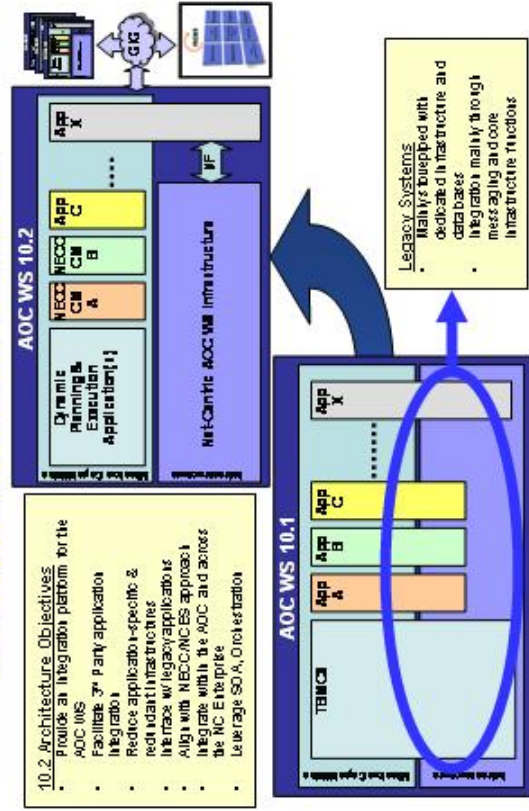 10.2 Architecture Objectives
• Provide an integration platform for the
AOC WS
• Facilitate 3rd Party application
integration
• Reduce application-specific &
redundant infrastructures
• Interface w/ legacy applications
• Align with NECC/NCES approach
• Integrate within the AOC and across
the NC Enterprise
• Leverage SOA, Orchestration
AOC WS 10.2
Dynamic
Planning &
Execution
Application(s)
NECC
CM
A
NECC
CM
B
App
C
....
App
X
I/F
Net-Centric AOC WS Infrastructure
GIG
AOC WS 10.1
TBMCS
App
A
App
B
App
C
........
App
X
Legacy Systems
• Mainly stovepiped with
dedicated infrastructure and
databases
• Integration mainly through
messaging and core
infrastructure functions